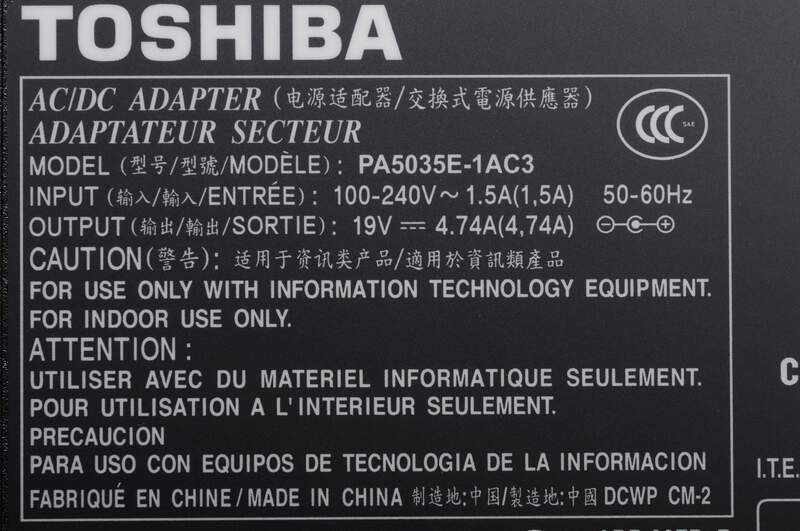 TOSHIBA
AC/DC ADAPTER (电源适配器/交換式電源供應器)
ADAPTATEUR SECTEUR
CCC S&E
MODEL (型号/型號/MODÈLE): PA5035E-1AC3
INPUT (输入/輸入/ENTRÉE): 100-240V~ 1.5A(1,5A) 50-60Hz
OUTPUT (输出/輸出/SORTIE): 19V ⎓ 4.74A(4,74A)
CAUTION(警告): 适用于资讯类产品/適用於資訊類產品
FOR USE ONLY WITH INFORMATION TECHNOLOGY EQUIPMENT.
FOR INDOOR USE ONLY.
ATTENTION :
UTILISER AVEC DU MATERIEL INFORMATIQUE SEULEMENT.
POUR UTILISATION A L'INTERIEUR SEULEMENT.
PRECAUCION
PARA USO CON EQUIPOS DE TECNOLOGIA DE LA INFORMACION
FABRIQUÉ EN CHINE/MADE IN CHINA 制造地:中国/製造地:中國 DCWP CM-2
I.T.E.